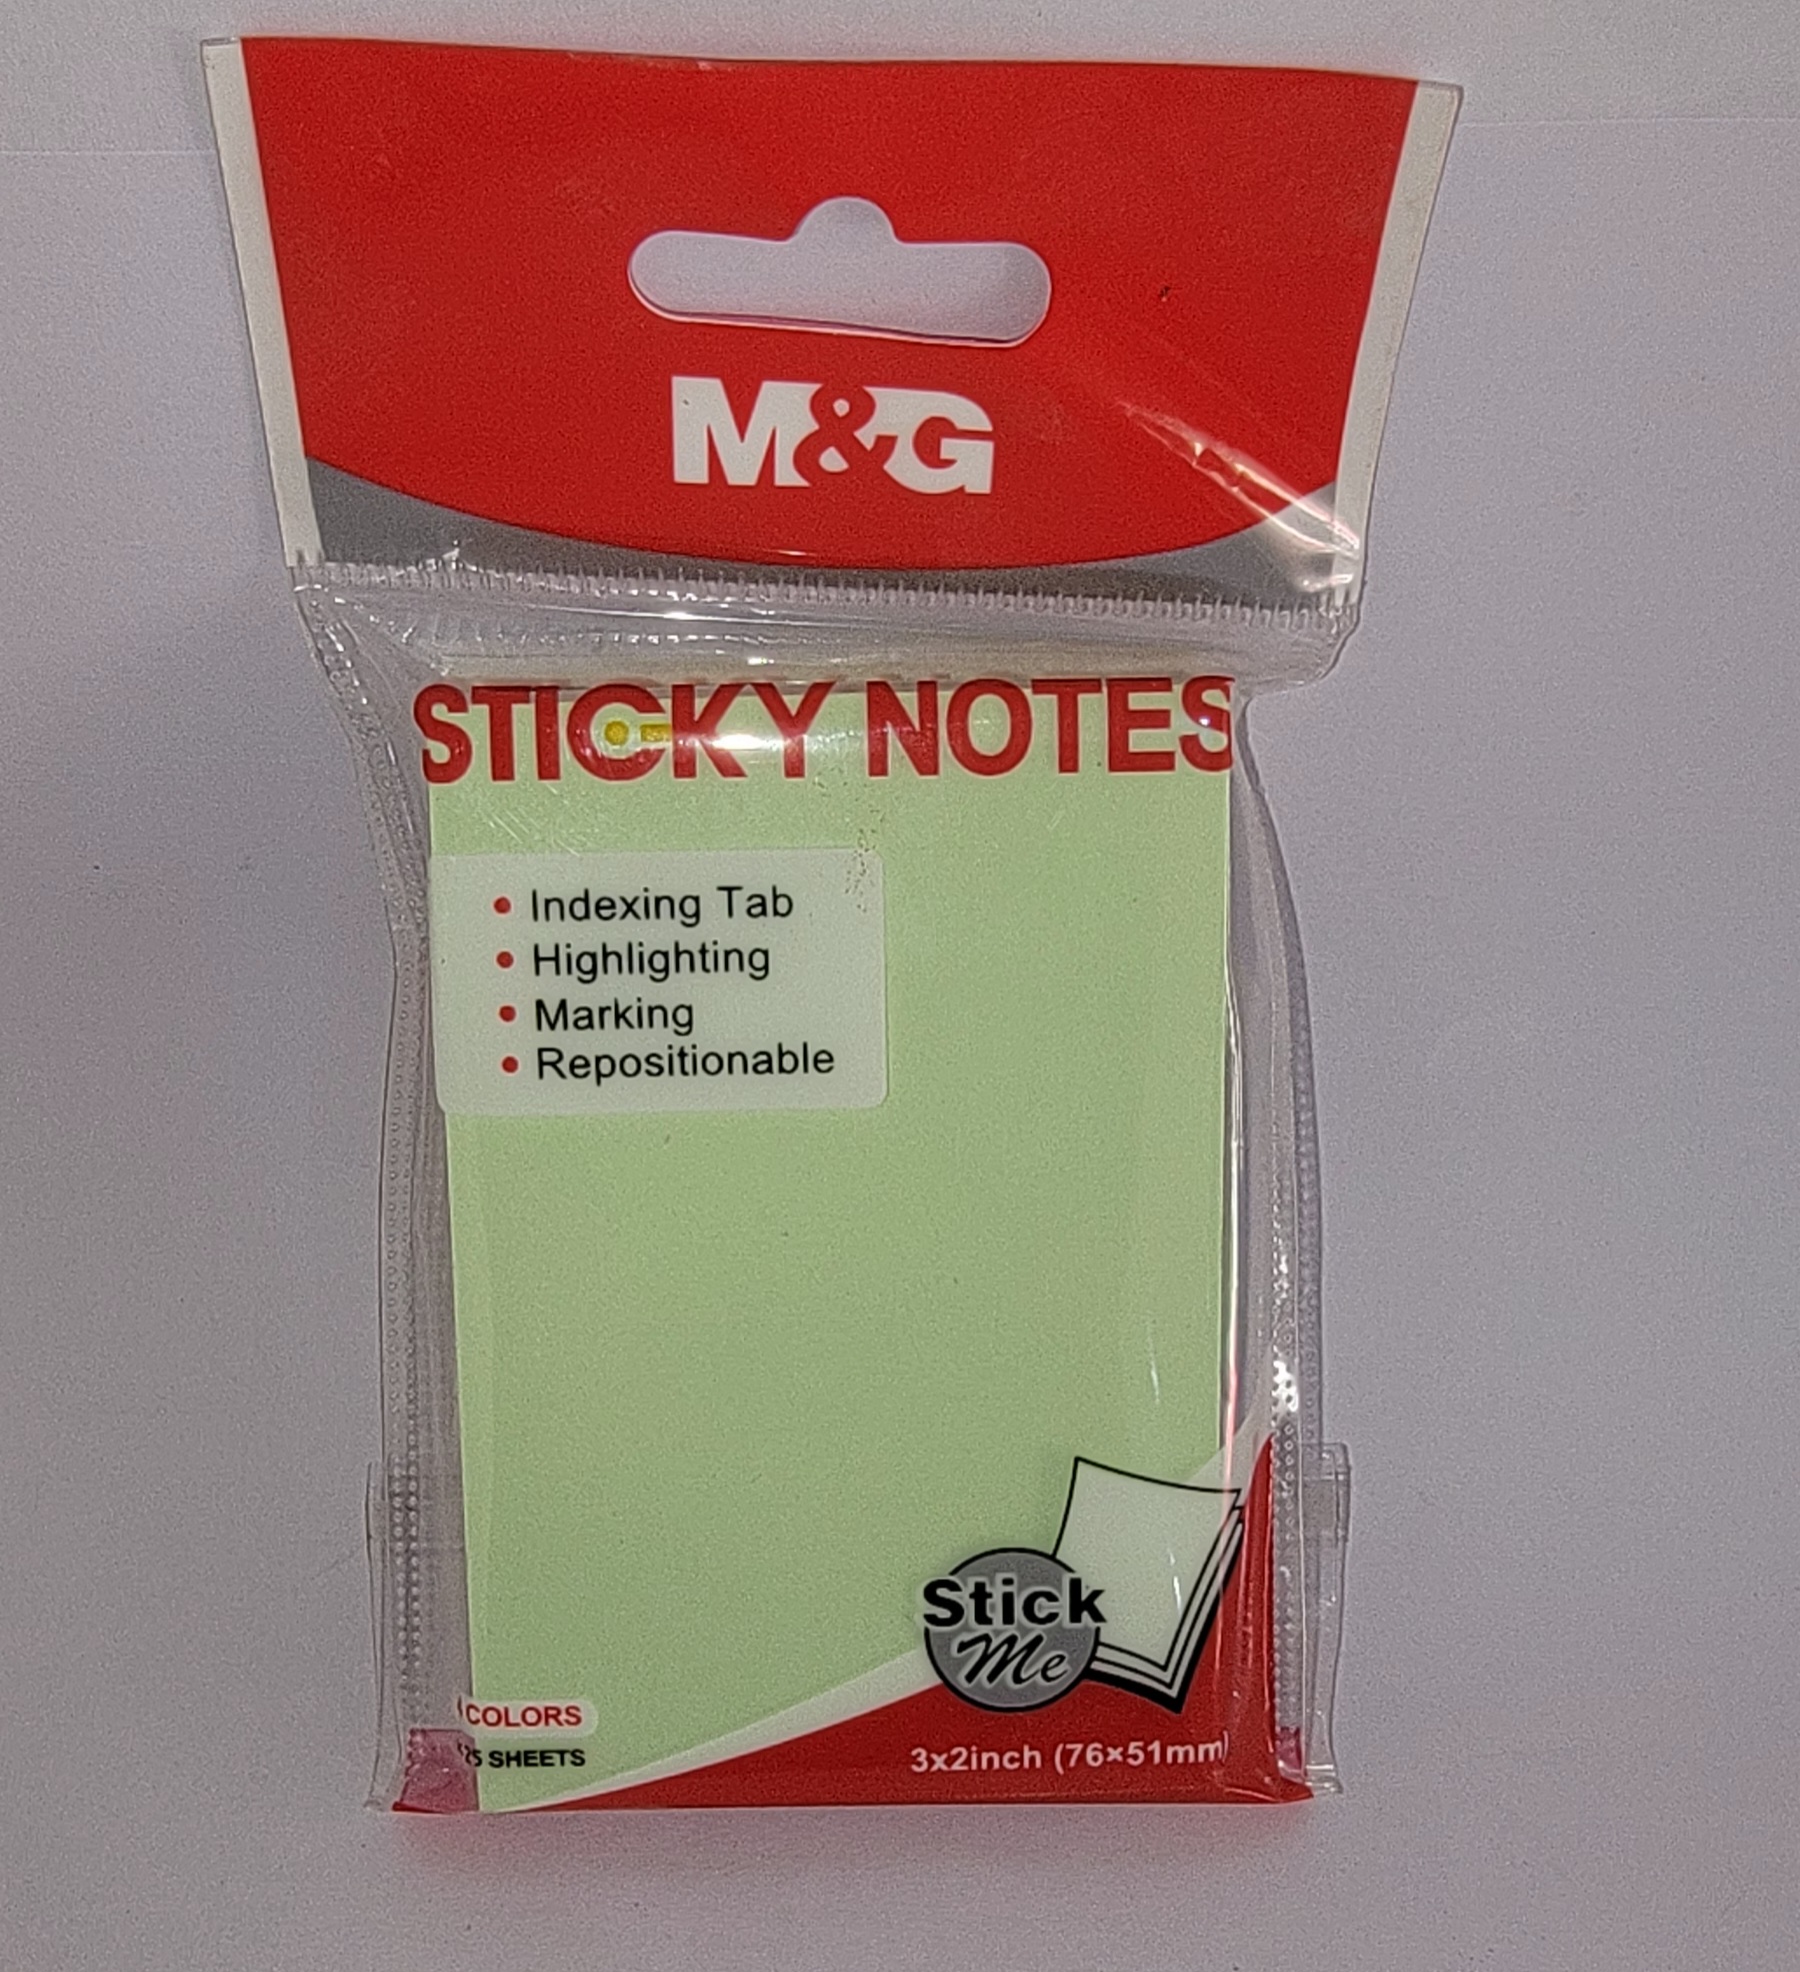 M&G
STICKY NOTES
Indexing Tab
Highlighting
Marking
Repositionable
Stick
Me
COLORS
SHEETS
3x2inch (76×51mm)